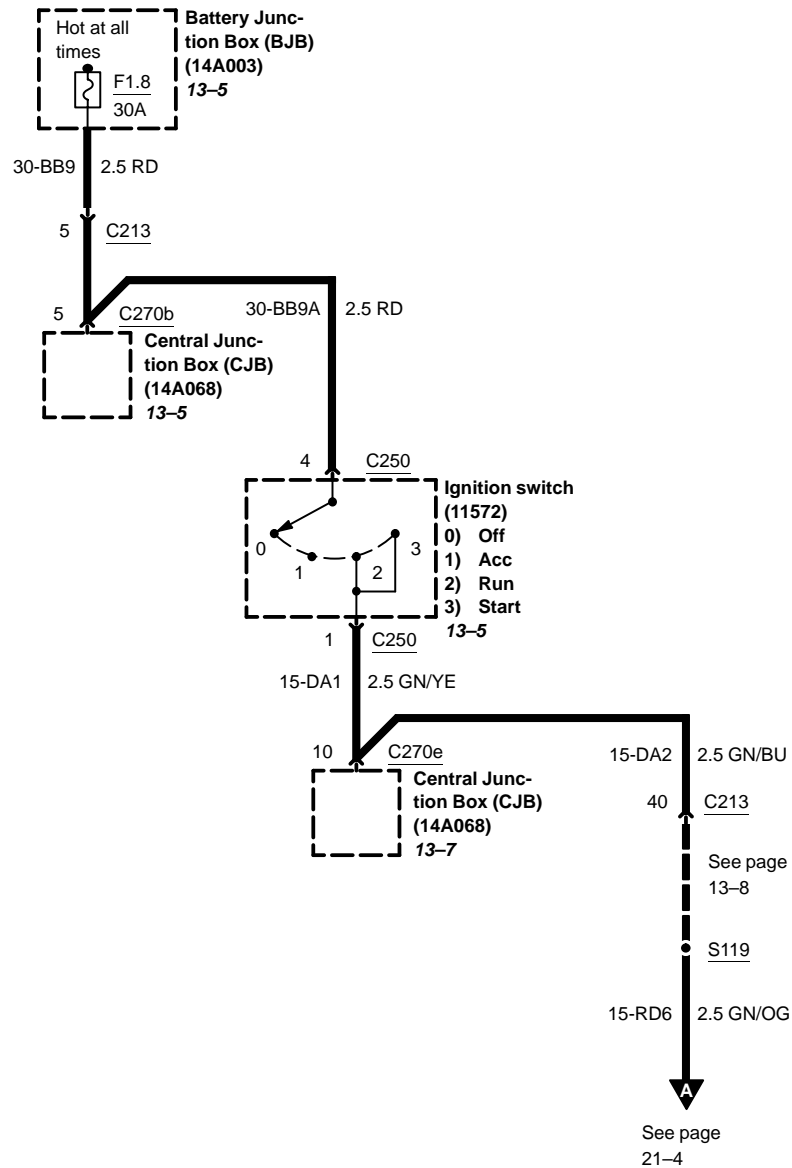 Hot at all
times
F1.8
30A
Battery Junc-
tion Box (BJB)
(14A003)
13–5
30-BB9 2.5 RD
5 C213
5 C270b
30-BB9A 2.5 RD
Central Junc-
tion Box (CJB)
(14A068)
13–5
4 C250
0
1
2
3
Ignition switch
(11572)
0) Off
1) Acc
2) Run
3) Start
13–5
1 C250
15-DA1 2.5 GN/YE
10 C270e
15-DA2 2.5 GN/BU
Central Junc-
tion Box (CJB)
(14A068)
13–7
40 C213
See page
13–8
S119
15-RD6 2.5 GN/OG
A
See page
21–4